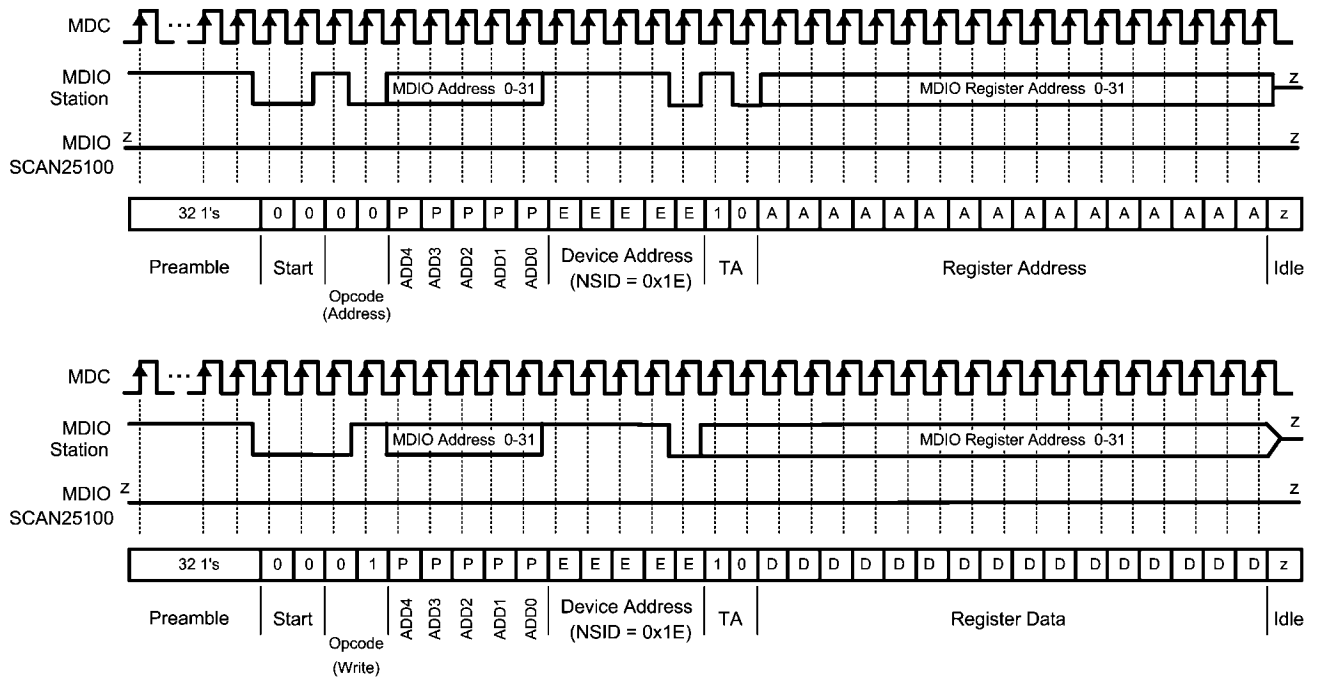 MDC ...
MDIO Station MDIO Address 0-31 MDIO Register Address 0-31 z
MDIO SCAN25100 z z
32 1's 0 0 0 0 P P P P P E E E E E 1 0 A A A A A A A A A A A A A A A A z
Preamble Start Opcode (Address) ADD4 ADD3 ADD2 ADD1 ADD0 Device Address (NSID = 0x1E) TA Register Address Idle
MDC ...
MDIO Station MDIO Address 0-31 MDIO Register Address 0-31 Z
MDIO SCAN25100 Z Z
32 1's 0 0 0 1 P P P P P E E E E E 1 0 D D D D D D D D D D D D D D D D z
Preamble Start Opcode (Write) ADD4 ADD3 ADD2 ADD1 ADD0 Device Address (NSID = 0x1E) TA Register Data Idle